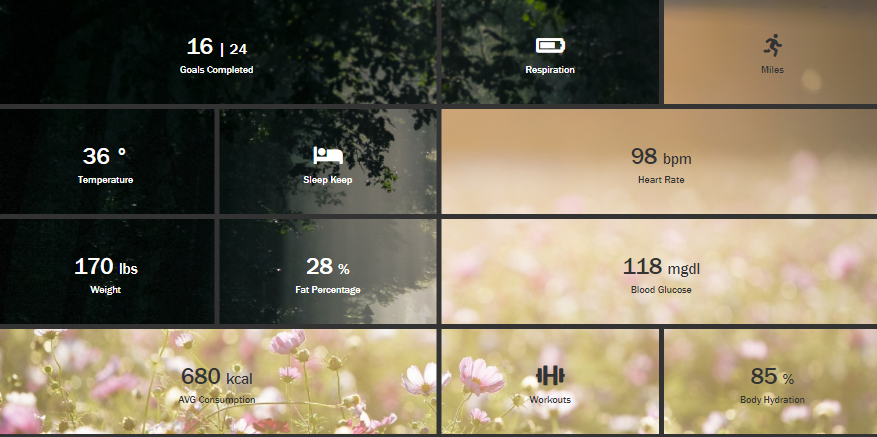 16 | 24
Goals Completed
Respiration
Miles
36 °
Temperature
Sleep Keep
98 bpm
Heart Rate
170 lbs
Weight
28 %
Fat Percentage
118 mgdl
Blood Glucose
680 kcal
AVG Consumption
Workouts
85 %
Body Hydration